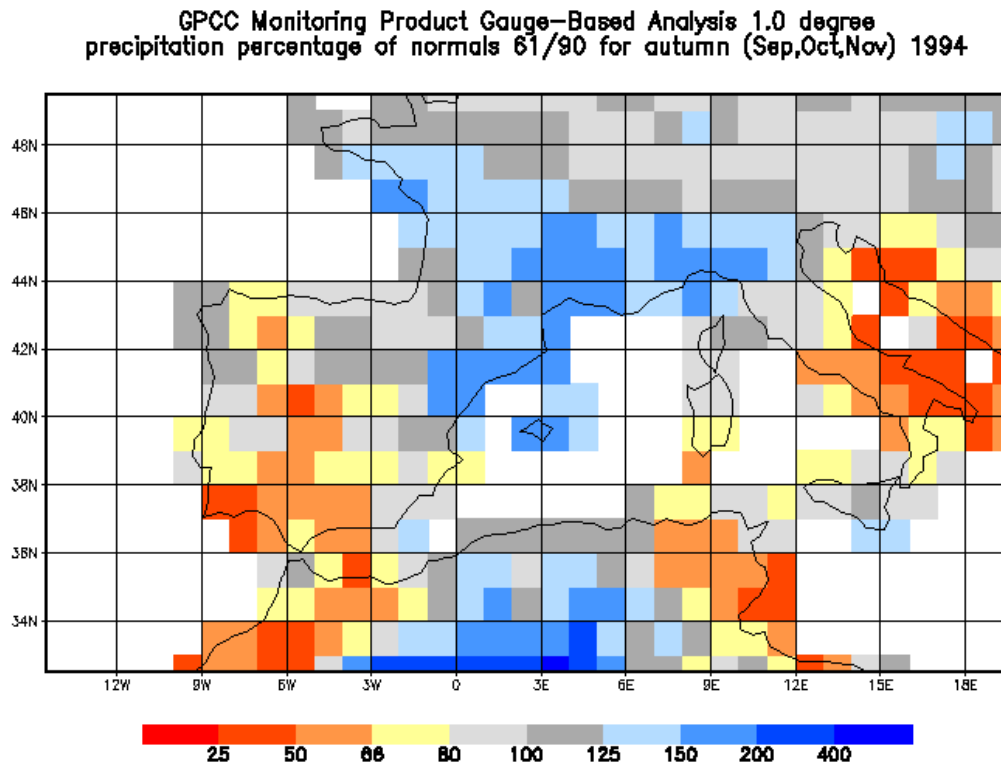 GPCC Monitoring Product Gauge-Based Analysis 1.0 degree
precipitation percentage of normals 61/90 for autumn (Sep,Oct,Nov) 1994
48N
46N
44N
42N
40N
38N
36N
34N
12W 9W 6W 3W 0 3E 6E 9E 12E 15E 18E
25 50 66 80 100 125 150 200 400